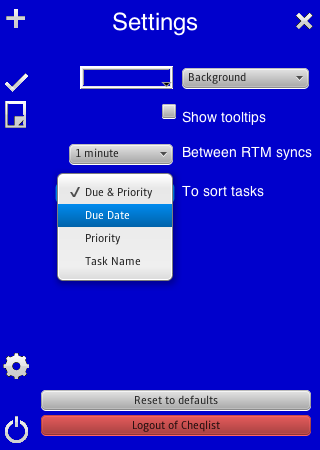 Settings
Background
Show tooltips
1 minute
Between RTM syncs
Due & Priority
To sort tasks
Due Date
Priority
Task Name
Reset to defaults
Logout of Cheqlist